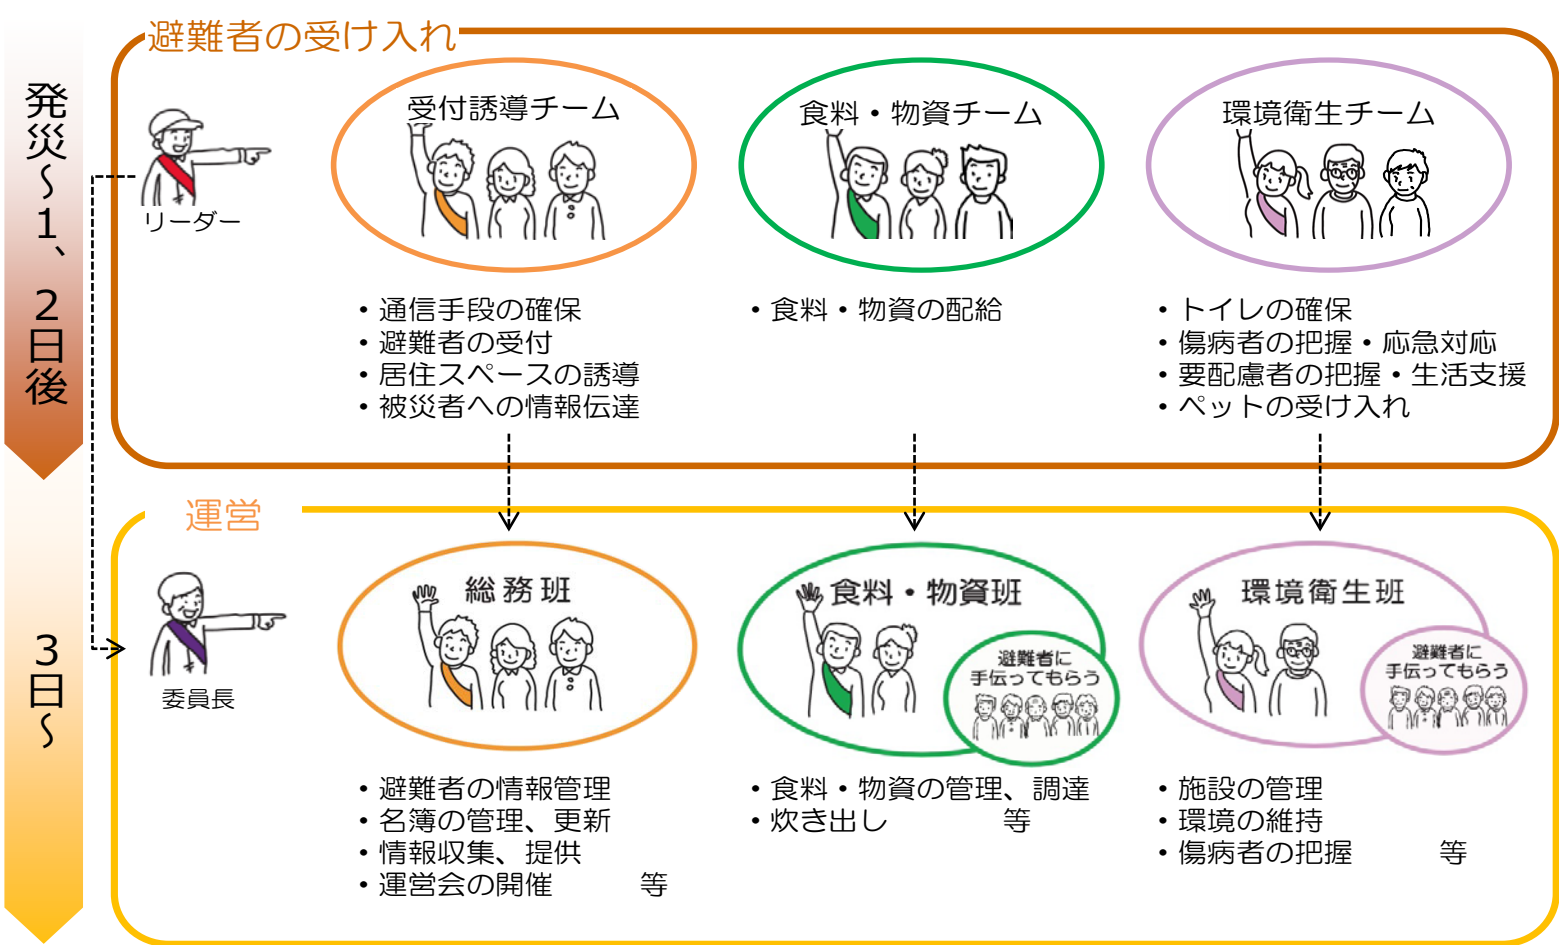 避難者の受け入れ
発災～1、2日後
リーダー
受付誘導チーム
・通信手段の確保
・避難者の受付
・居住スペースの誘導
・被災者への情報伝達
食料・物資チーム
・食料・物資の配給
環境衛生チーム
・トイレの確保
・傷病者の把握・応急対応
・要配慮者の把握・生活支援
・ペットの受け入れ
運営
3日～
委員長
総務班
・避難者の情報管理
・名簿の管理、更新
・情報収集、提供
・運営会の開催　　　等
食料・物資班
避難者に
手伝ってもらう
・食料・物資の管理、調達
・炊き出し　　　　等
環境衛生班
避難者に
手伝ってもらう
・施設の管理
・環境の維持
・傷病者の把握　　　等